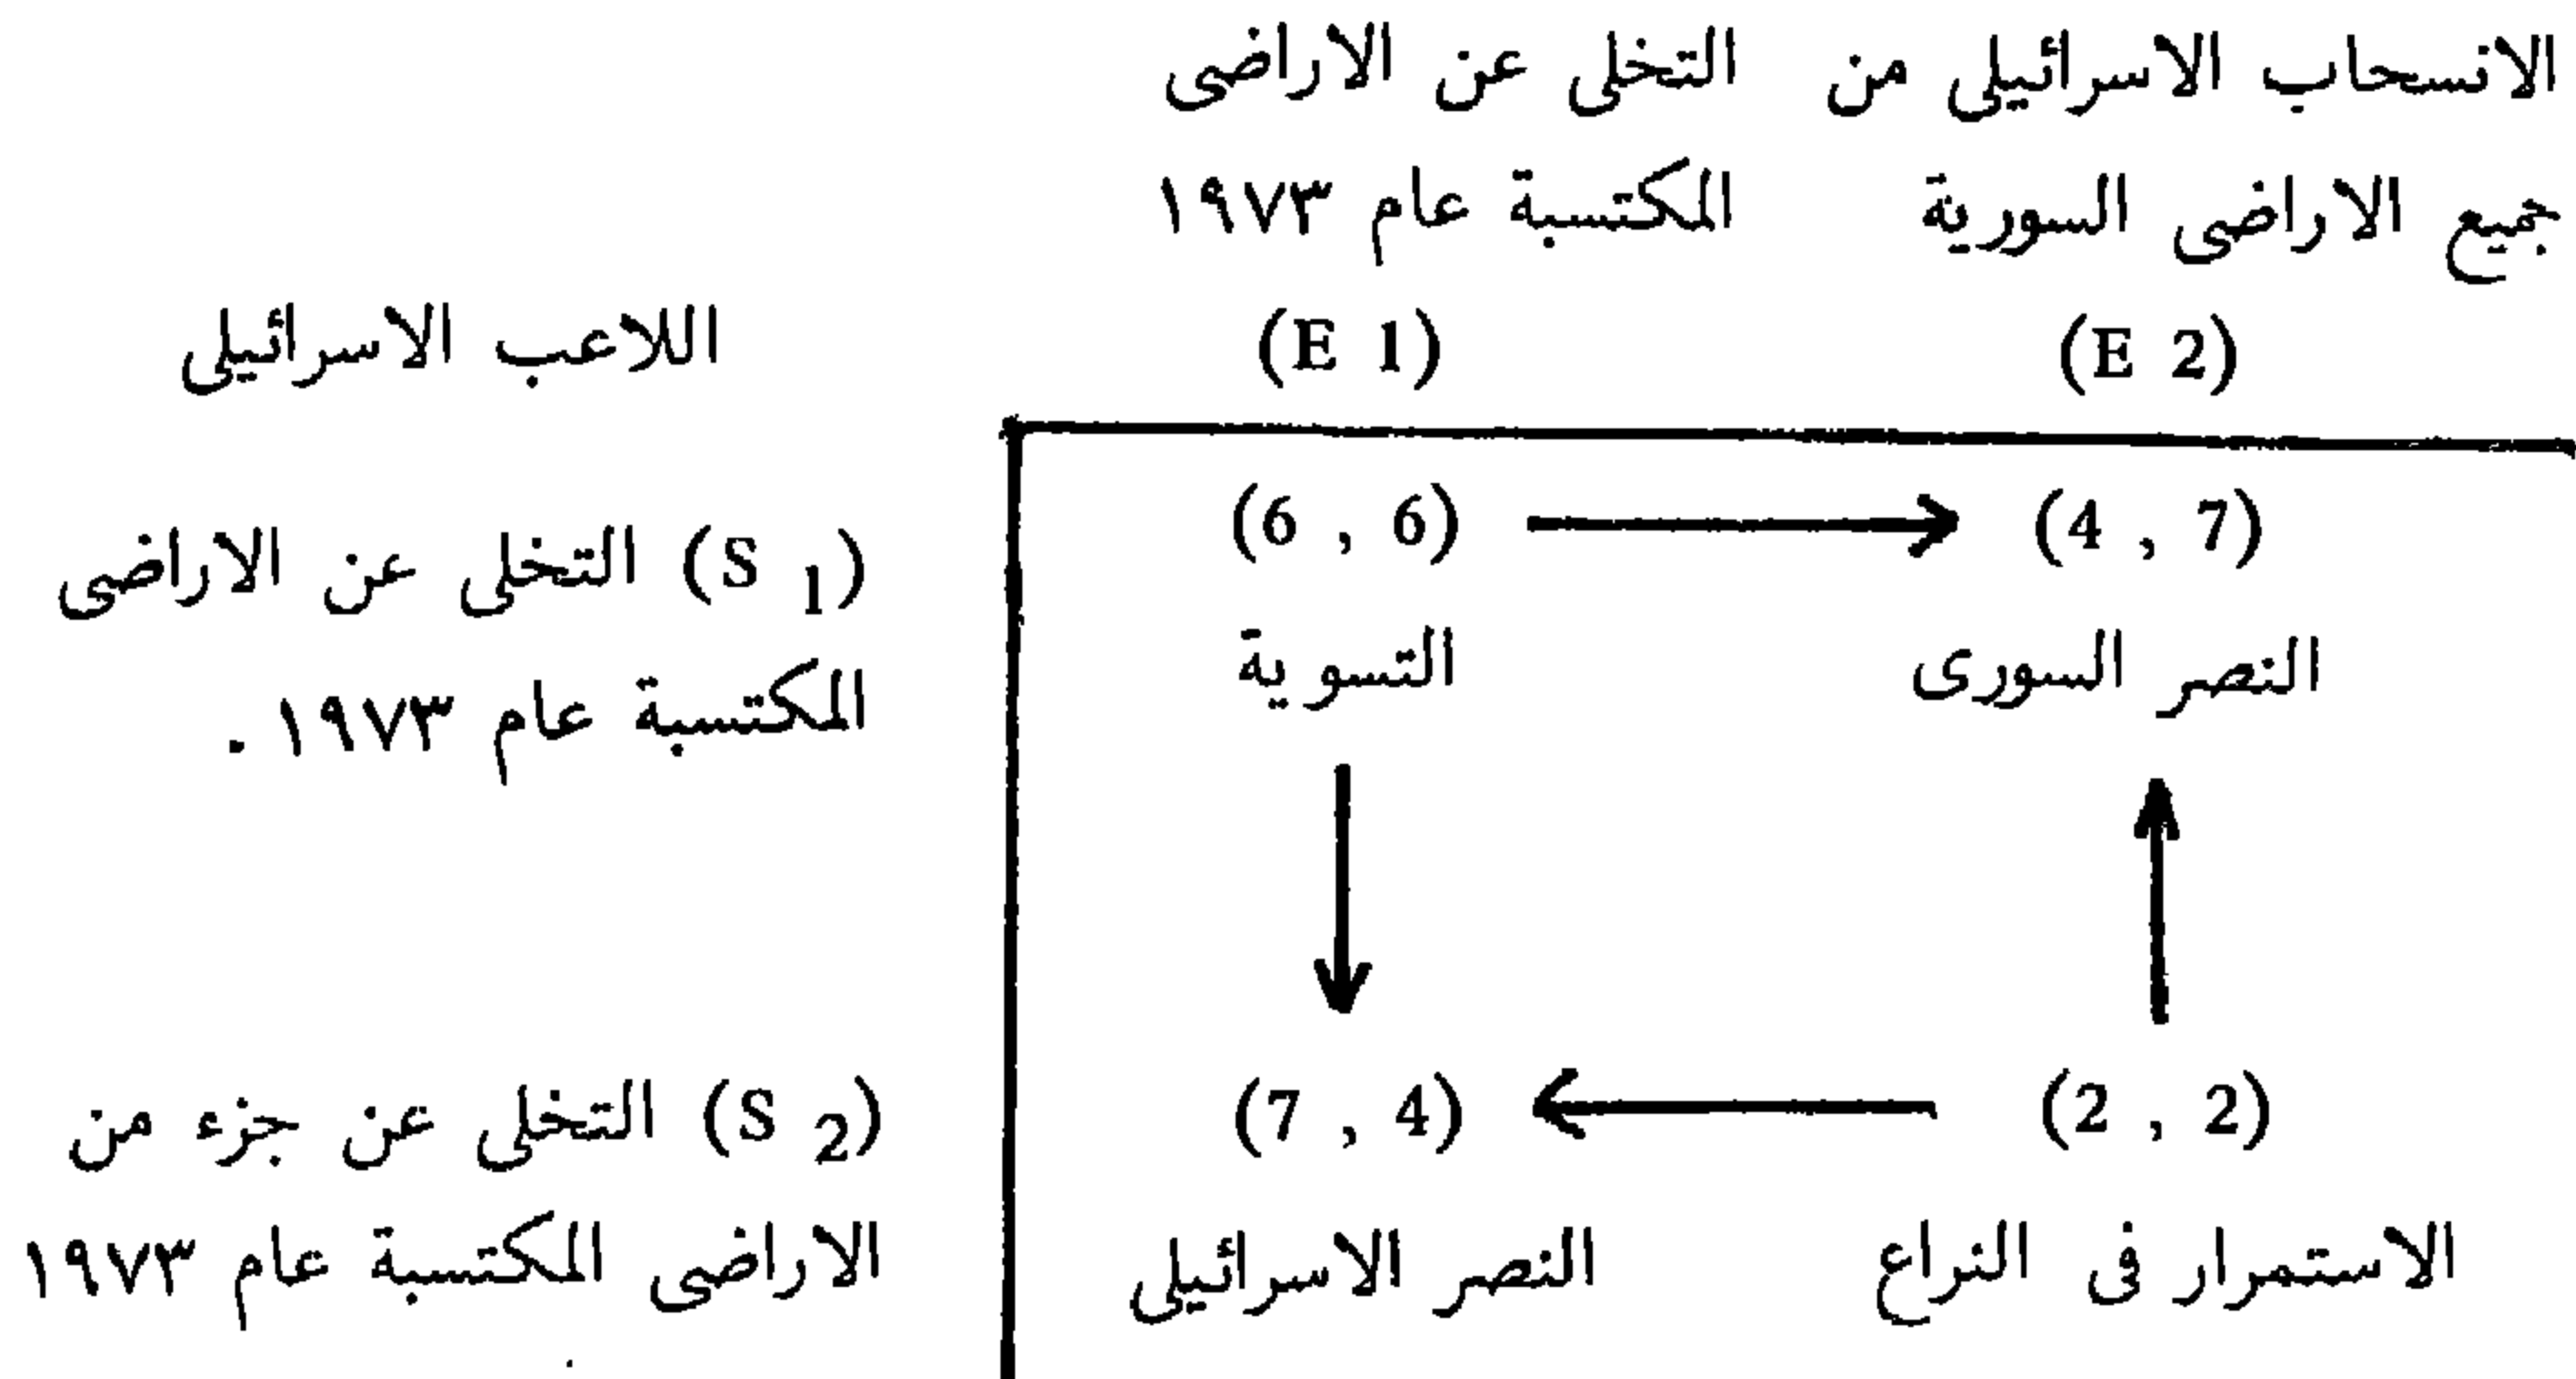 الانسحاب الاسرائيلى من    التخلى عن الاراضى
جميع الاراضى السورية    المكتسبة عام ١٩٧٣
اللاعب الاسرائيلى    (E 1)    (E 2)
(S 1) التخلى عن الاراضى    (6 , 6)    (4 , 7)
المكتسبة عام ١٩٧٣ .    التسوية    النصر السورى
(S 2) التخلى عن جزء من    (7 , 4)    (2 , 2)
الاراضى المكتسبة عام ١٩٧٣    النصر الاسرائيلى    الاستمرار فى النراع